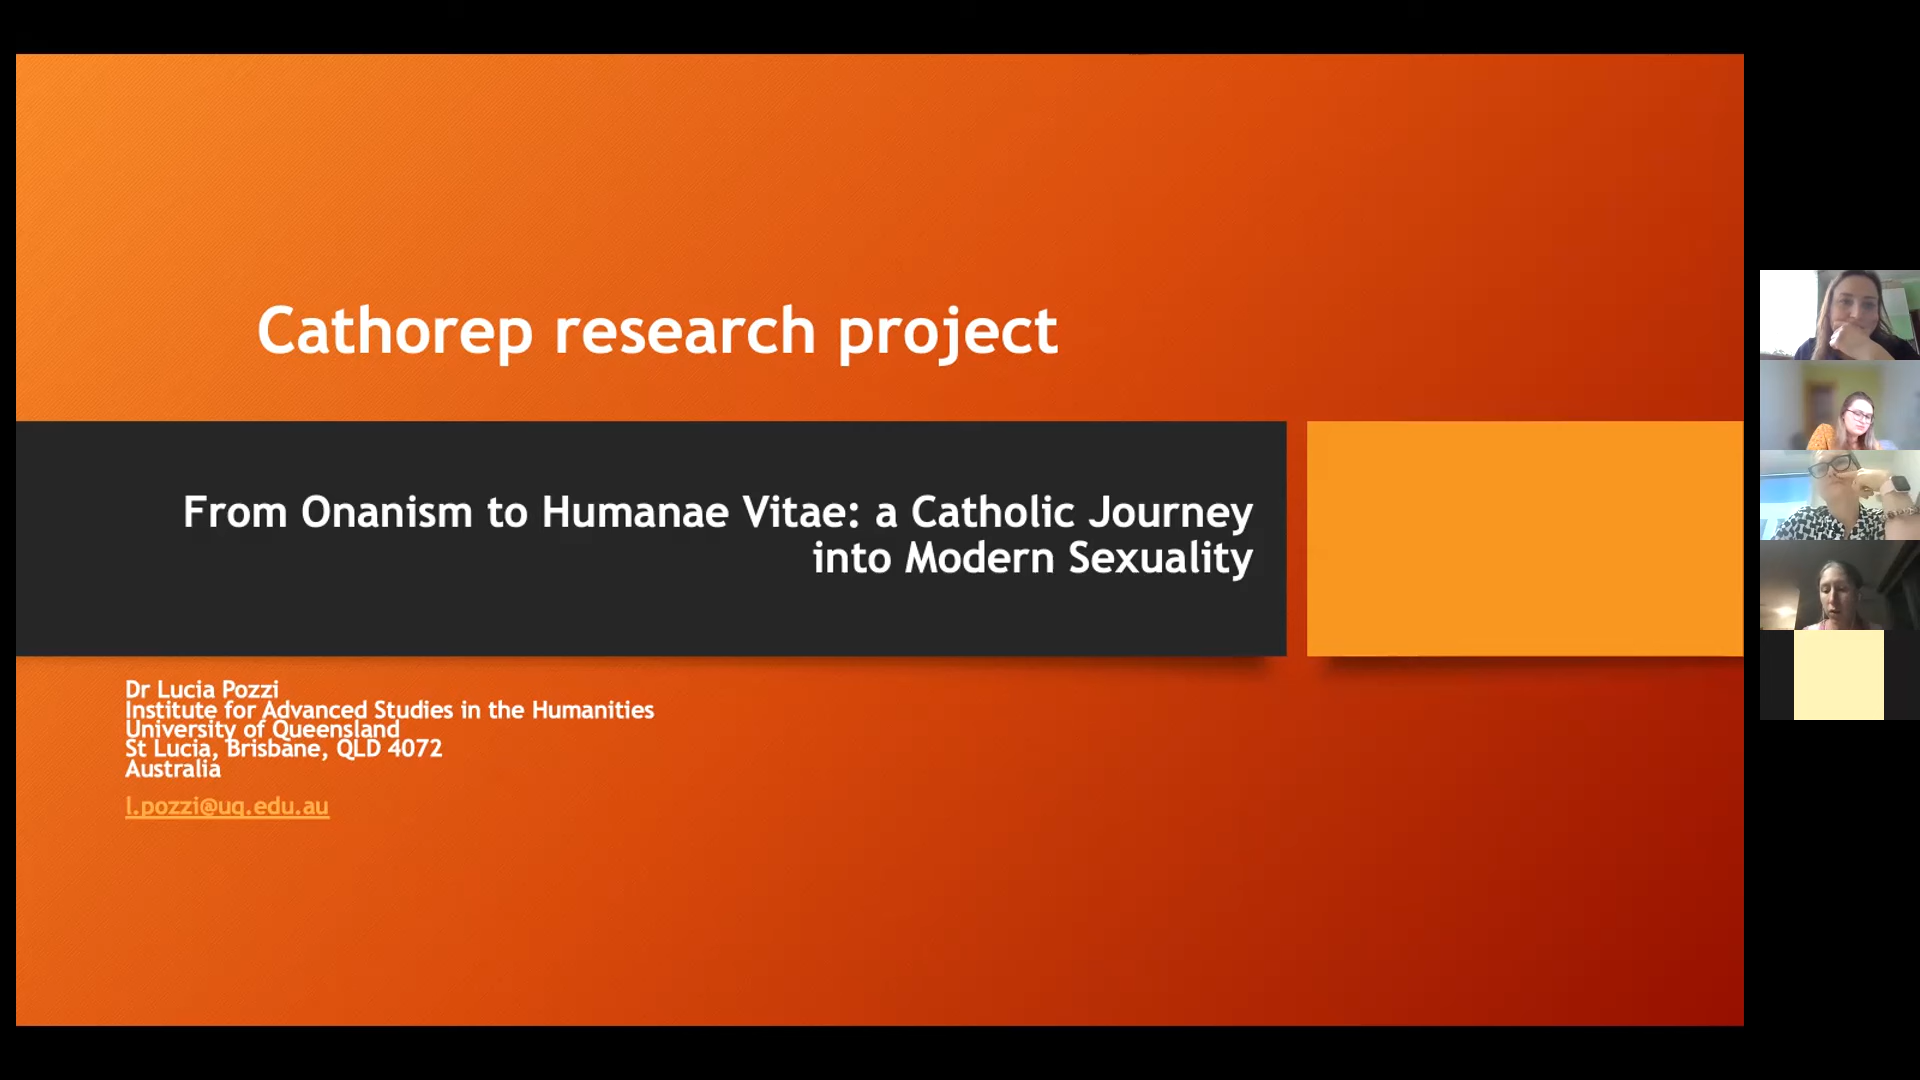 Cathorep research project
From Onanism to Humanae Vitae: a Catholic Journey
into Modern Sexuality
Dr Lucia Pozzi
Institute for Advanced Studies in the Humanities
University of Queensland
St Lucia, Brisbane, QLD 4072
Australia
l.pozzi@uq.edu.au